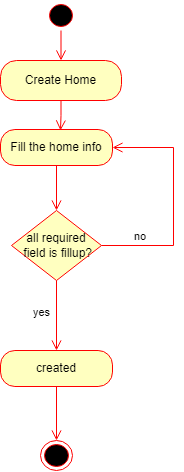 Create Home
Fill the home info
all required
field is fillup?
no
yes
created